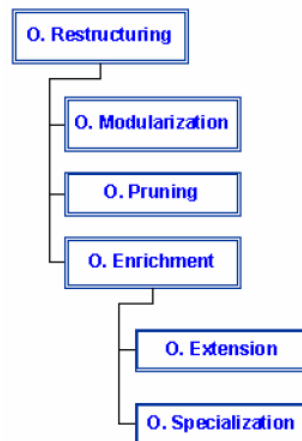 O. Restructuring
O. Modularization
O. Pruning
O. Enrichment
O. Extension
O. Specialization